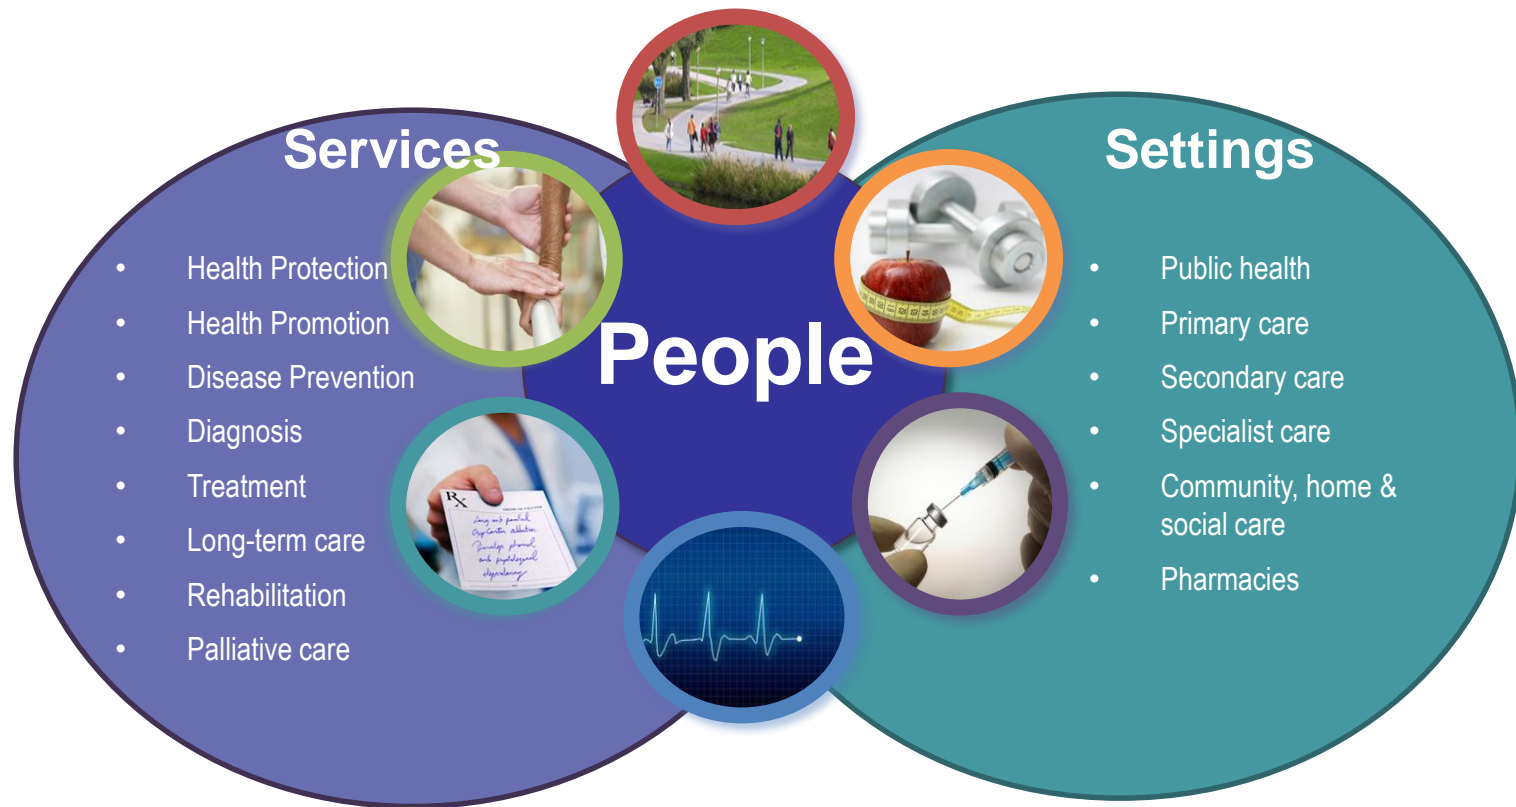 Services
• Health Protection
• Health Promotion
• Disease Prevention
• Diagnosis
• Treatment
• Long-term care
• Rehabilitation
• Palliative care
People
Rx
Settings
• Public health
• Primary care
• Secondary care
• Specialist care
• Community, home &
social care
• Pharmacies